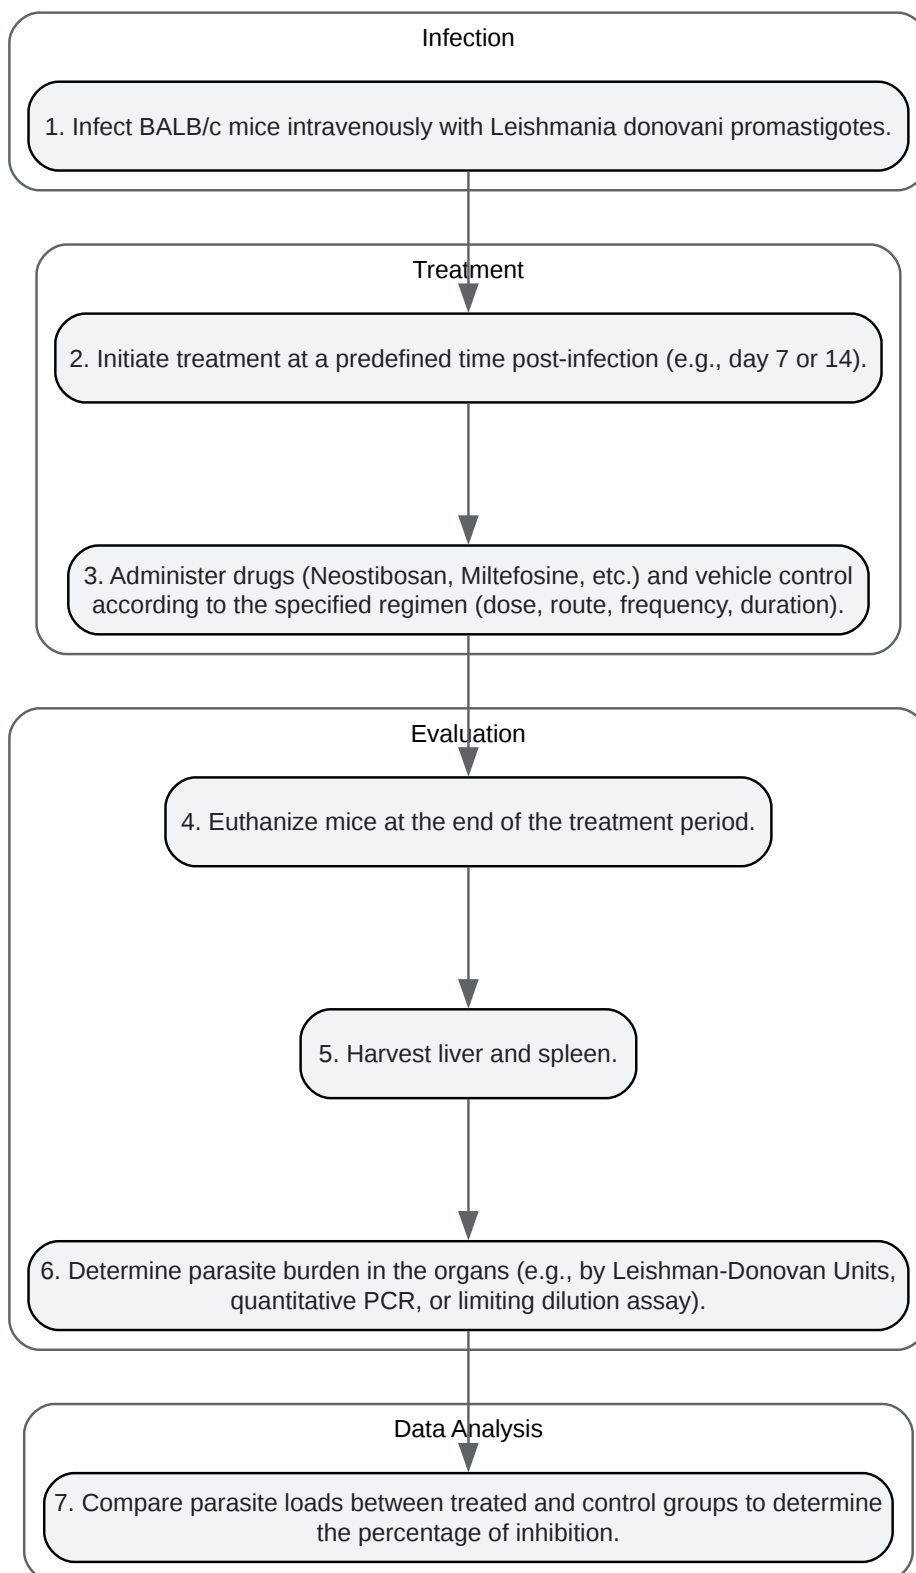 Infection
1. Infect BALB/c mice intravenously with Leishmania donovani promastigotes.
Treatment
2. Initiate treatment at a predefined time post-infection (e.g., day 7 or 14).
3. Administer drugs (Neostibosan, Miltefosine, etc.) and vehicle control
according to the specified regimen (dose, route, frequency, duration).
Evaluation
4. Euthanize mice at the end of the treatment period.
5. Harvest liver and spleen.
6. Determine parasite burden in the organs (e.g., by Leishman-Donovan Units,
quantitative PCR, or limiting dilution assay).
Data Analysis
7. Compare parasite loads between treated and control groups to determine
the percentage of inhibition.